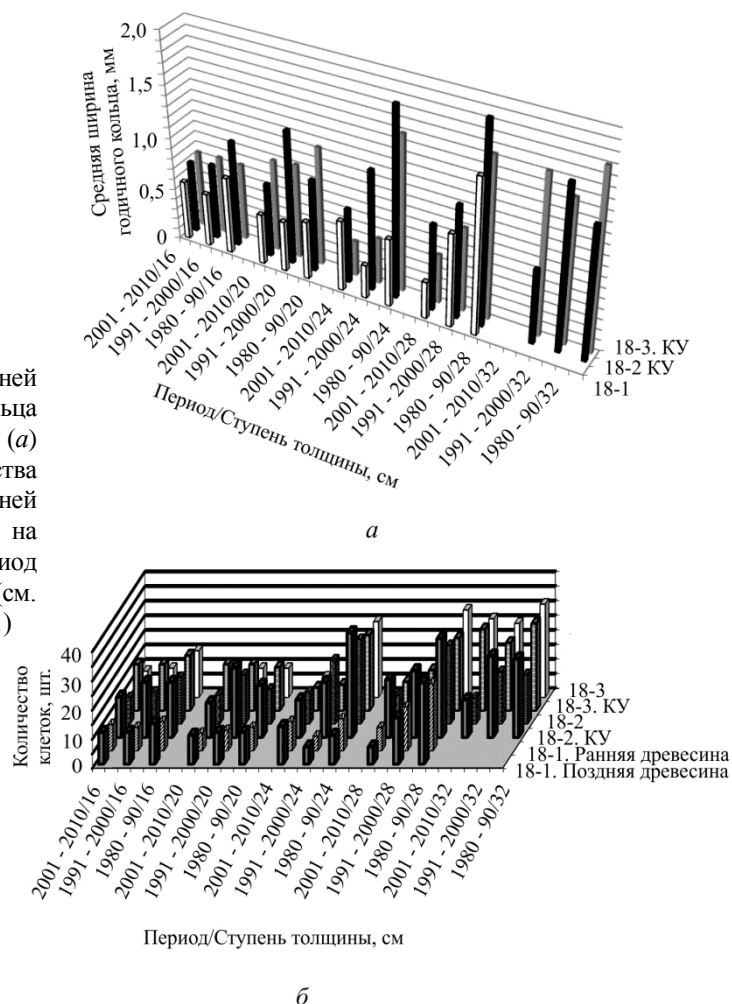 2,0
1,5
1,0
0,5
0
Средняя ширина
годичного кольца, мм
2001 - 2010/16
1991 - 2000/16
1980 - 90/16
2001 - 2010/20
1991 - 2000/20
1980 - 90/20
2001 - 2010/24
1991 - 2000/24
1980 - 90/24
2001 - 2010/28
1991 - 2000/28
1980 - 90/28
2001 - 2010/32
1991 - 2000/32
1980 - 90/32
18-3. КУ
18-2 КУ
18-1
Период/Ступень толщины, см
а
ней
ьца
(а)
ства
ней
на
иод
(см.
)
40
30
20
10
0
Количество
клеток, шт.
18-3
18-3. КУ
18-2
18-2. КУ
18-1. Ранняя древесина
18-1. Поздняя древесина
2001 - 2010/16
1991 - 2000/16
1980 - 90/16
2001 - 2010/20
1991 - 2000/20
1980 - 90/20
2001 - 2010/24
1991 - 2000/24
1980 - 90/24
2001 - 2010/28
1991 - 2000/28
1980 - 90/28
2001 - 2010/32
1991 - 2000/32
1980 - 90/32
Период/Ступень толщины, см
б